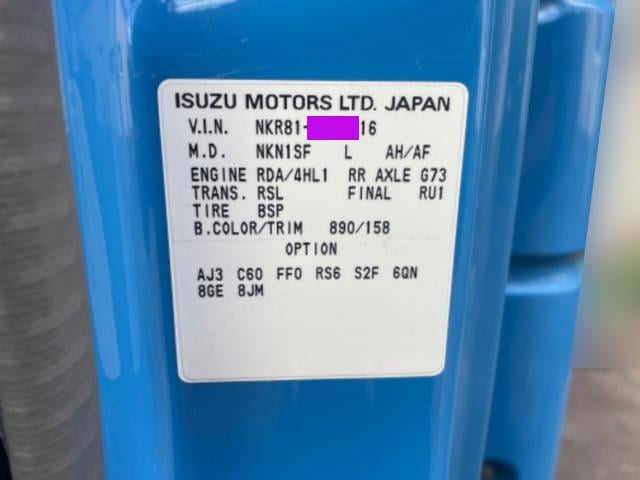 ISUZU MOTORS LTD. JAPAN
V.I.N. NKR81- 16
M.D. NKN1SF L AH/AF
ENGINE RDA/4HL1 RR AXLE G73
TRANS. RSL FINAL RU1
TIRE BSP
B.COLOR/TRIM 890/158
OPTION
AJ3 C60 FF0 RS6 S2F 6QN
8GE 8JM